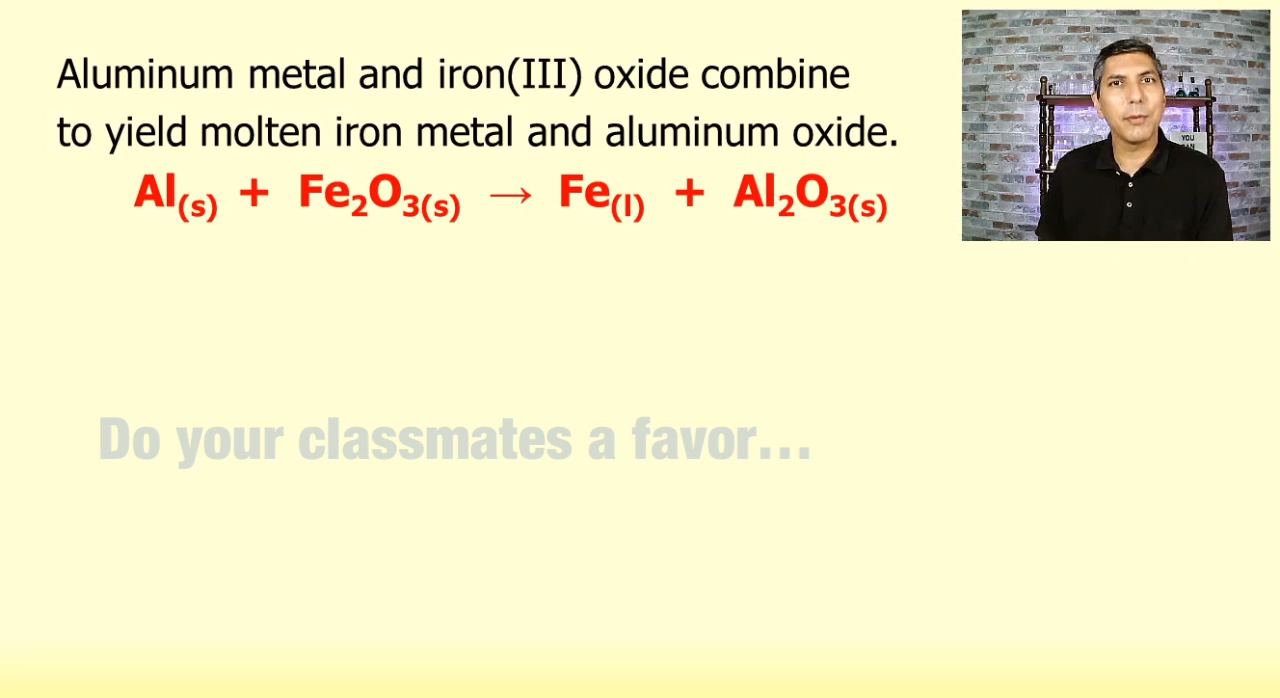 Aluminum metal and iron(III) oxide combine
to yield molten iron metal and aluminum oxide.
Al(s) + Fe2O3(s) → Fe(l) + Al2O3(s)
YOU
Do your classmates a favor...